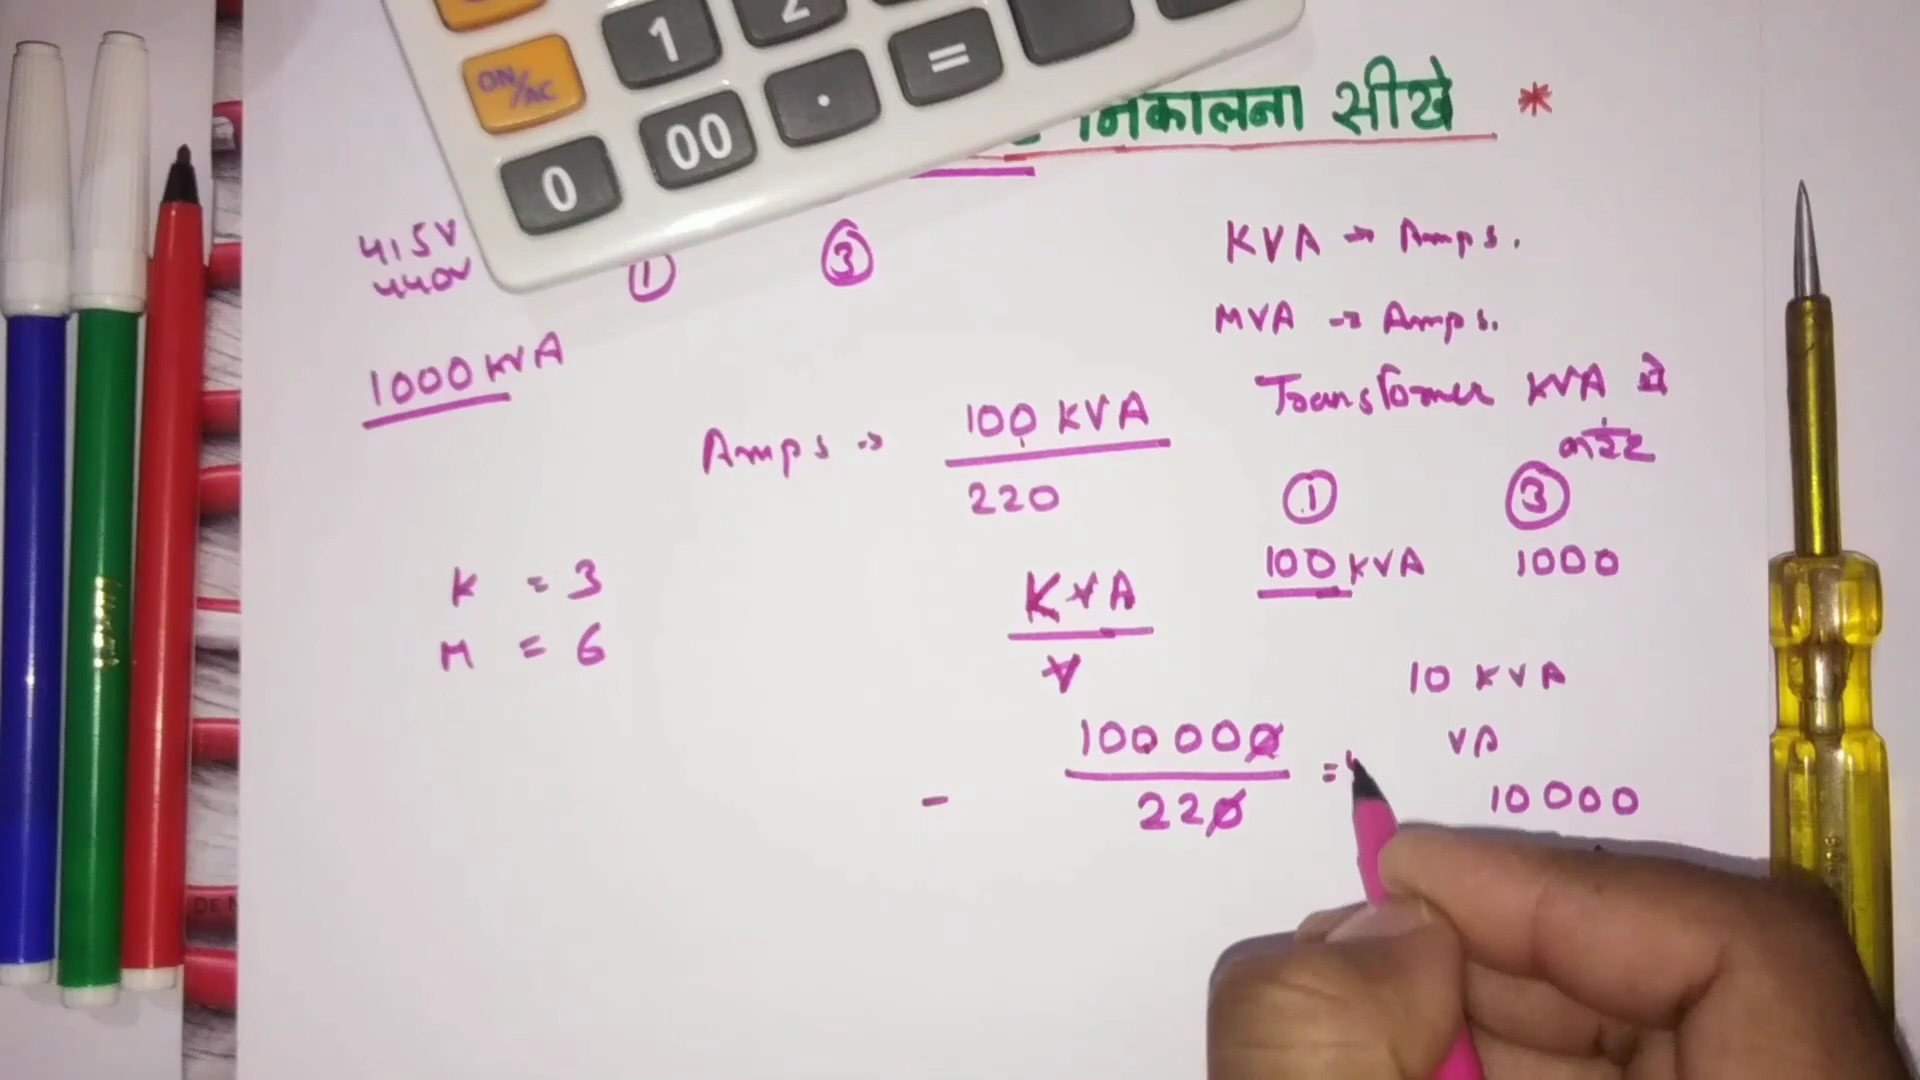 1 2
ON/AC
0 00 . =
निकालना सीखे *
415V
440V
① ③
KVA → Amps.
MVA → Amps.
1000 KVA
Transformer KVA से
करंट
Amps → 100 KVA
220
① ③
100 KVA 1000
K = 3
M = 6
KVA
V
10 KVA
VA
- 100000
220 =
10000